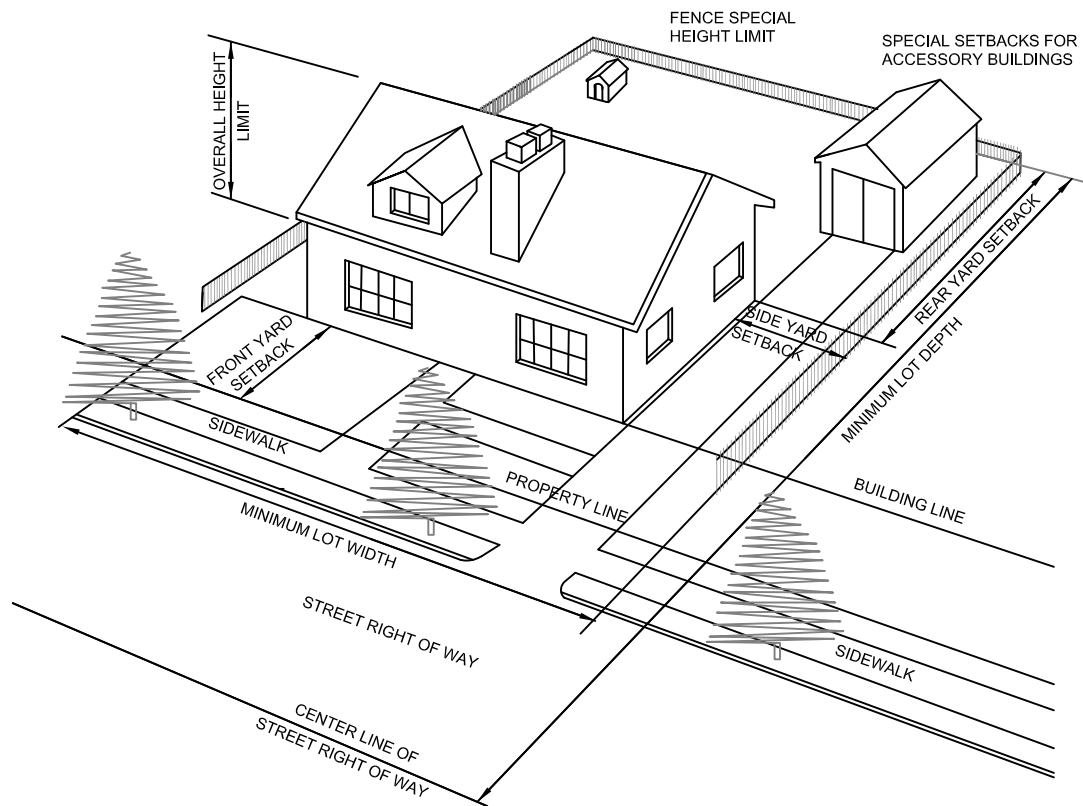 FENCE SPECIAL
HEIGHT LIMIT
SPECIAL SETBACKS FOR
ACCESSORY BUILDINGS
OVERALL HEIGHT
LIMIT
REAR YARD SETBACK
SIDE YARD
SETBACK
FRONT YARD
SETBACK
MINIMUM LOT DEPTH
SIDEWALK
PROPERTY LINE
BUILDING LINE
MINIMUM LOT WIDTH
STREET RIGHT OF WAY
SIDEWALK
CENTER LINE OF
STREET RIGHT OF WAY